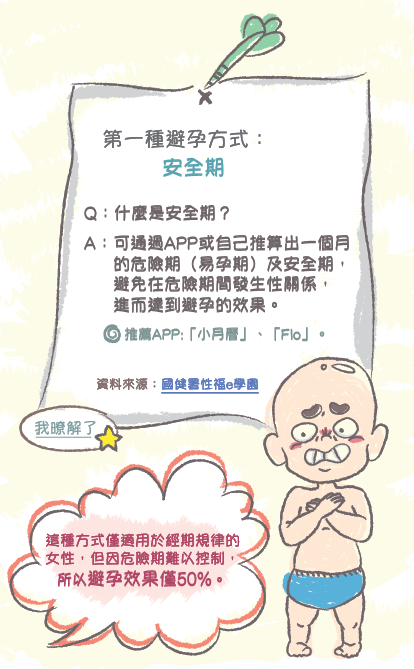 第一種避孕方式：
安全期
Q：什麼是安全期？
A：可通過APP或自己推算出一個月
的危險期（易孕期）及安全期，
避免在危險期間發生性關係，
進而達到避孕的效果。
推薦APP:「小月曆」、「Flo」。
資料來源：國健署性福e學園
我瞭解了
這種方式僅適用於經期規律的
女性，但因危險期難以控制，
所以避孕效果僅50%。